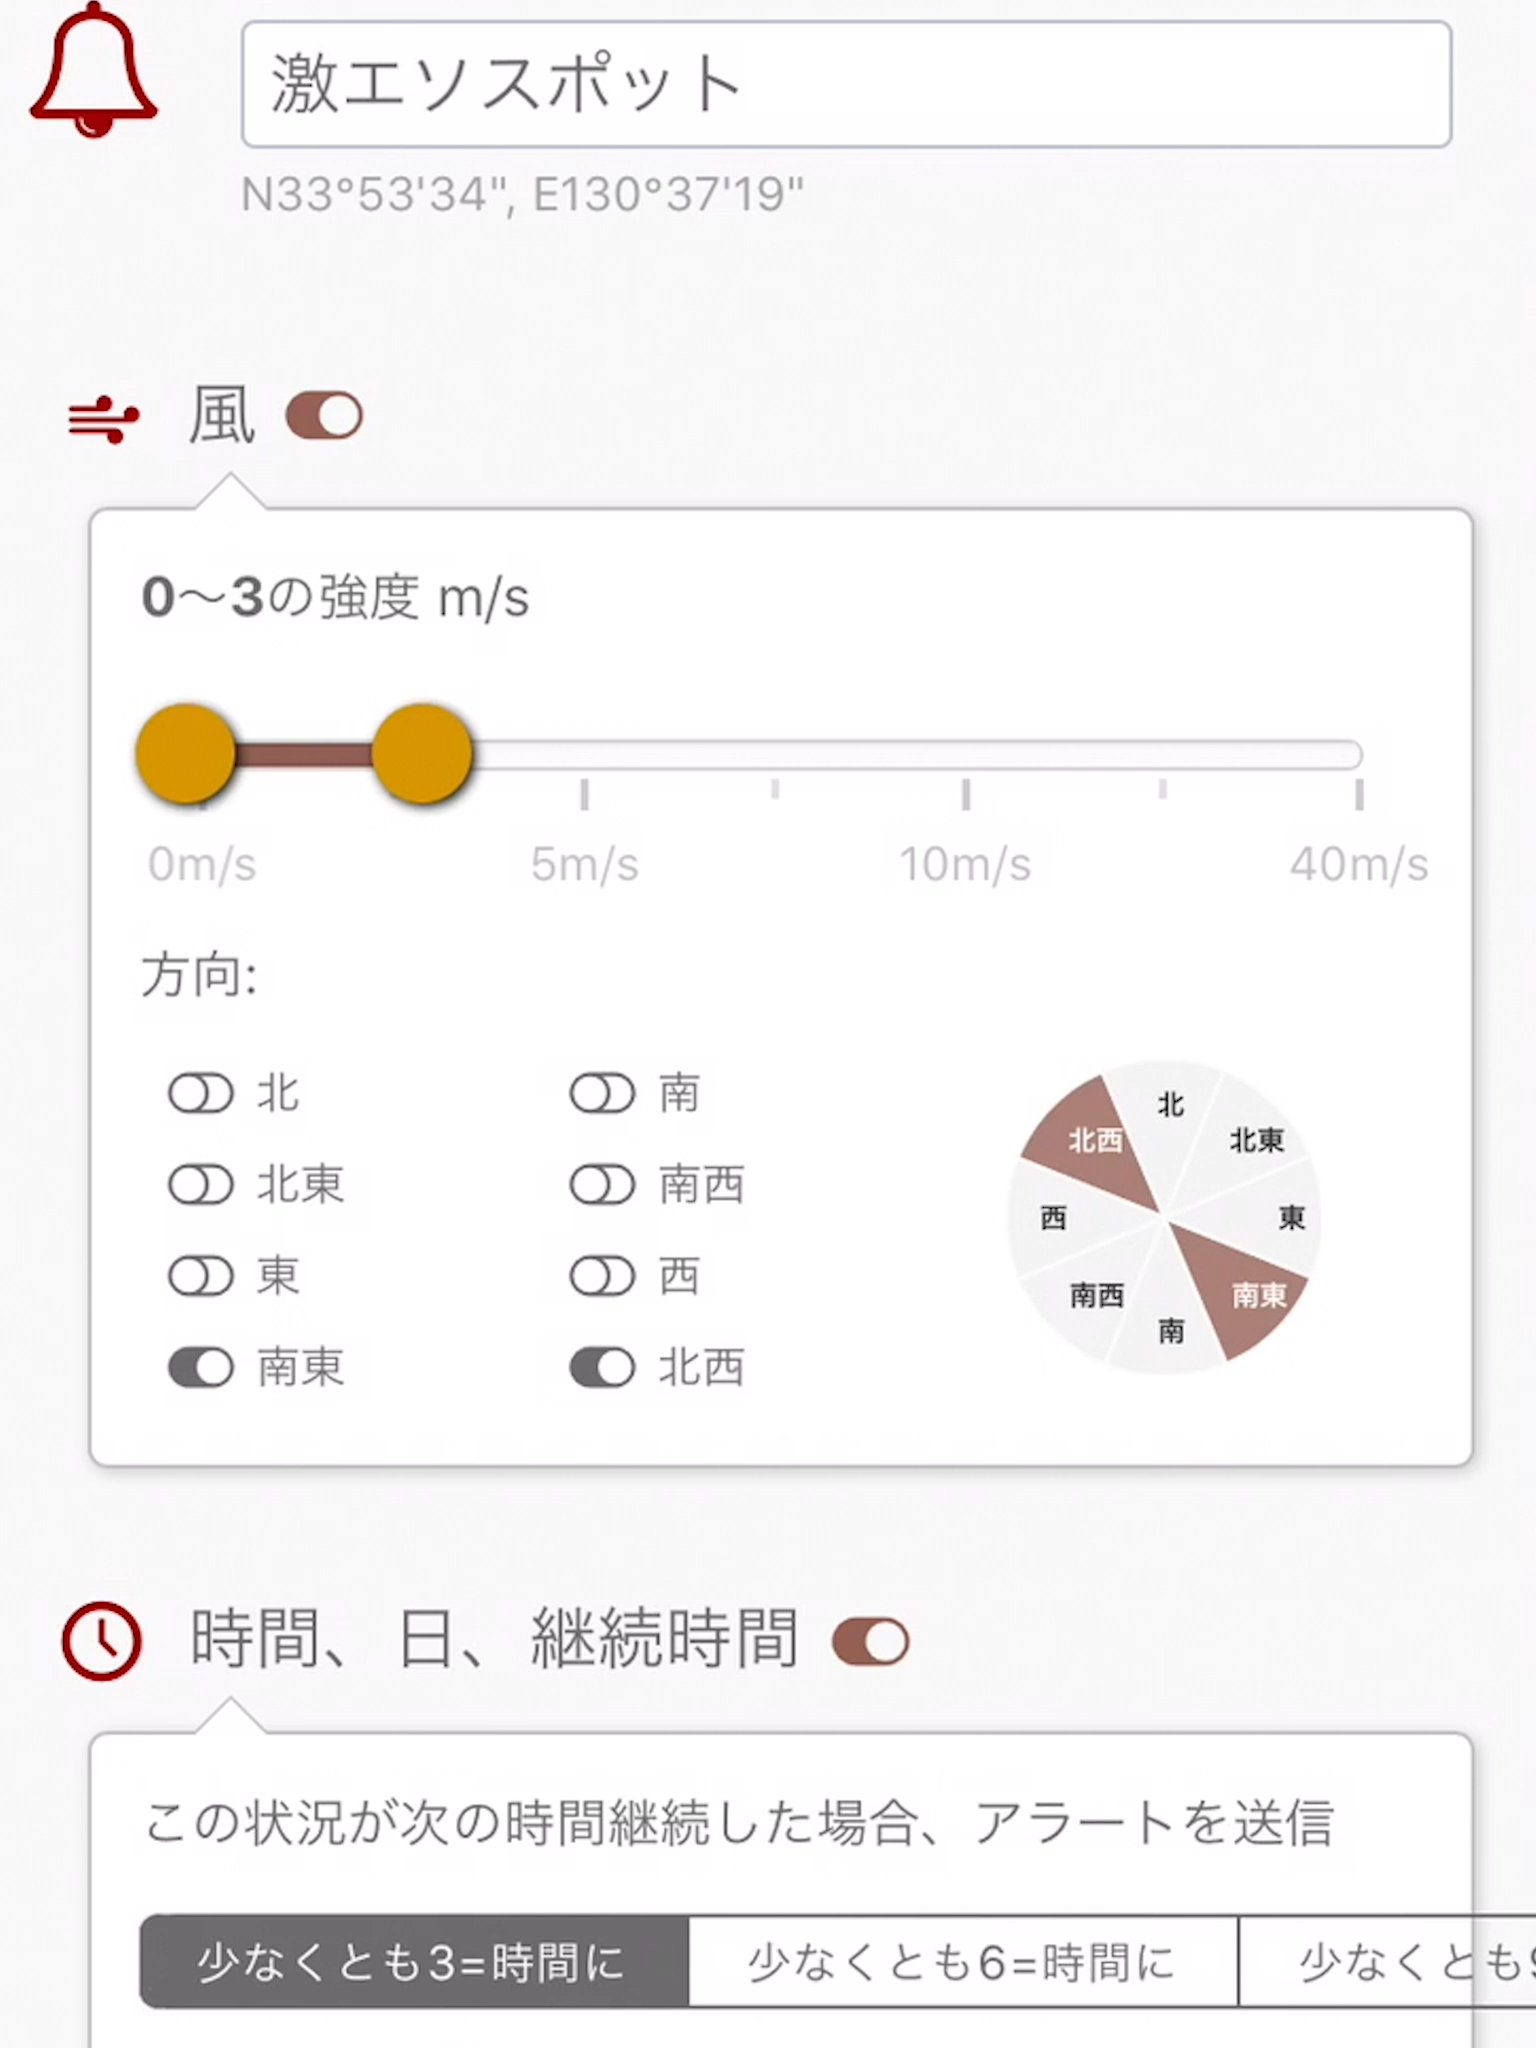 激エソスポット
N33°53'34", E130°37'19"
風
0〜3の強度 m/s
0m/s 5m/s 10m/s 40m/s
方向:
北 南
北東 南西
東 西
南東 北西
北
北西 北東
西 東
南西 南東
南
時間、日、継続時間
この状況が次の時間継続した場合、アラートを送信
少なくとも3=時間に 少なくとも6=時間に 少なくとも